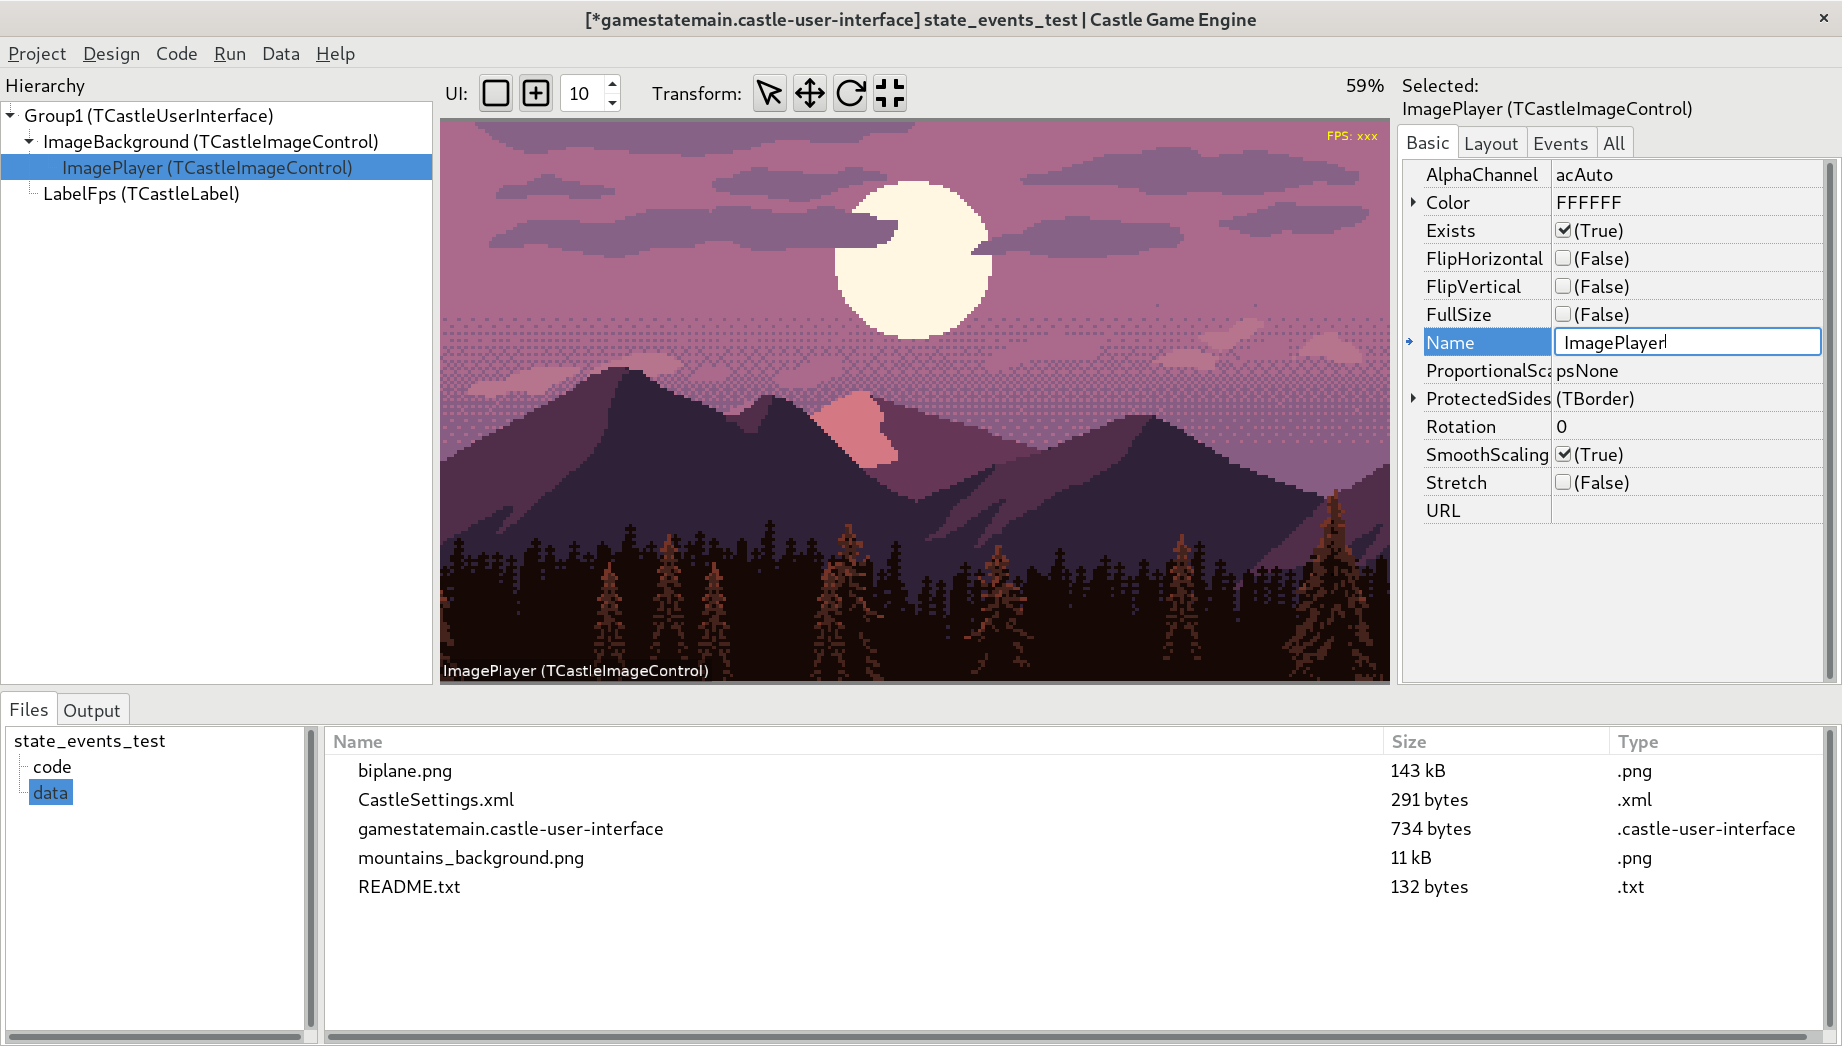 [*gamestatemain.castle-user-interface] state_events_test | Castle Game Engine
×
Project Design Code Run Data Help
Hierarchy
Group1 (TCastleUserInterface)
ImageBackground (TCastleImageControl)
ImagePlayer (TCastleImageControl)
LabelFps (TCastleLabel)
UI: 10 Transform: 59%
FPS: xxx
ImagePlayer (TCastleImageControl)
Selected:
ImagePlayer (TCastleImageControl)
Basic Layout Events All
AlphaChannel acAuto
Color FFFFFF
Exists (True)
FlipHorizontal (False)
FlipVertical (False)
FullSize (False)
Name ImagePlayer
ProportionalSca psNone
ProtectedSides (TBorder)
Rotation 0
SmoothScaling (True)
Stretch (False)
URL
Files Output
state_events_test
code
data
Name Size Type
biplane.png 143 kB .png
CastleSettings.xml 291 bytes .xml
gamestatemain.castle-user-interface 734 bytes .castle-user-interface
mountains_background.png 11 kB .png
README.txt 132 bytes .txt